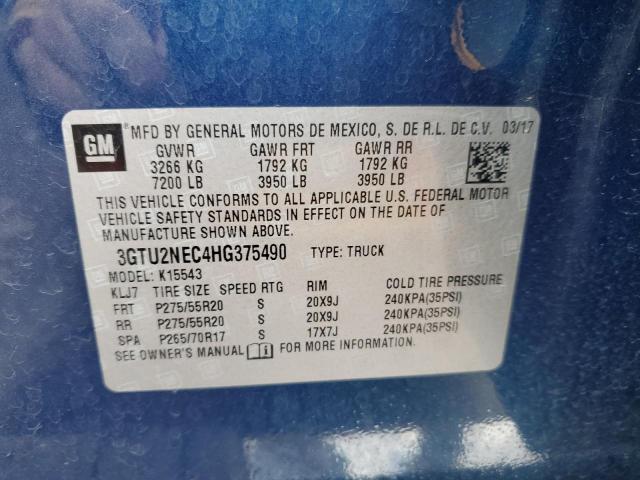 GM
MFD BY GENERAL MOTORS DE MEXICO, S. DE R.L. DE C.V. 03/17
GVWR GAWR FRT GAWR RR
3266 KG 1792 KG 1792 KG
7200 LB 3950 LB 3950 LB
THIS VEHICLE CONFORMS TO ALL APPLICABLE U.S. FEDERAL MOTOR
VEHICLE SAFETY STANDARDS IN EFFECT ON THE DATE OF
MANUFACTURE SHOWN ABOVE.
3GTU2NEC4HG375490 TYPE: TRUCK
MODEL: K15543
KLJ7 TIRE SIZE SPEED RTG RIM COLD TIRE PRESSURE
FRT P275/55R20 S 20X9J 240KPA(35PSI)
RR P275/55R20 S 20X9J 240KPA(35PSI)
SPA P265/70R17 S 17X7J 240KPA(35PSI)
SEE OWNER'S MANUAL FOR MORE INFORMATION.